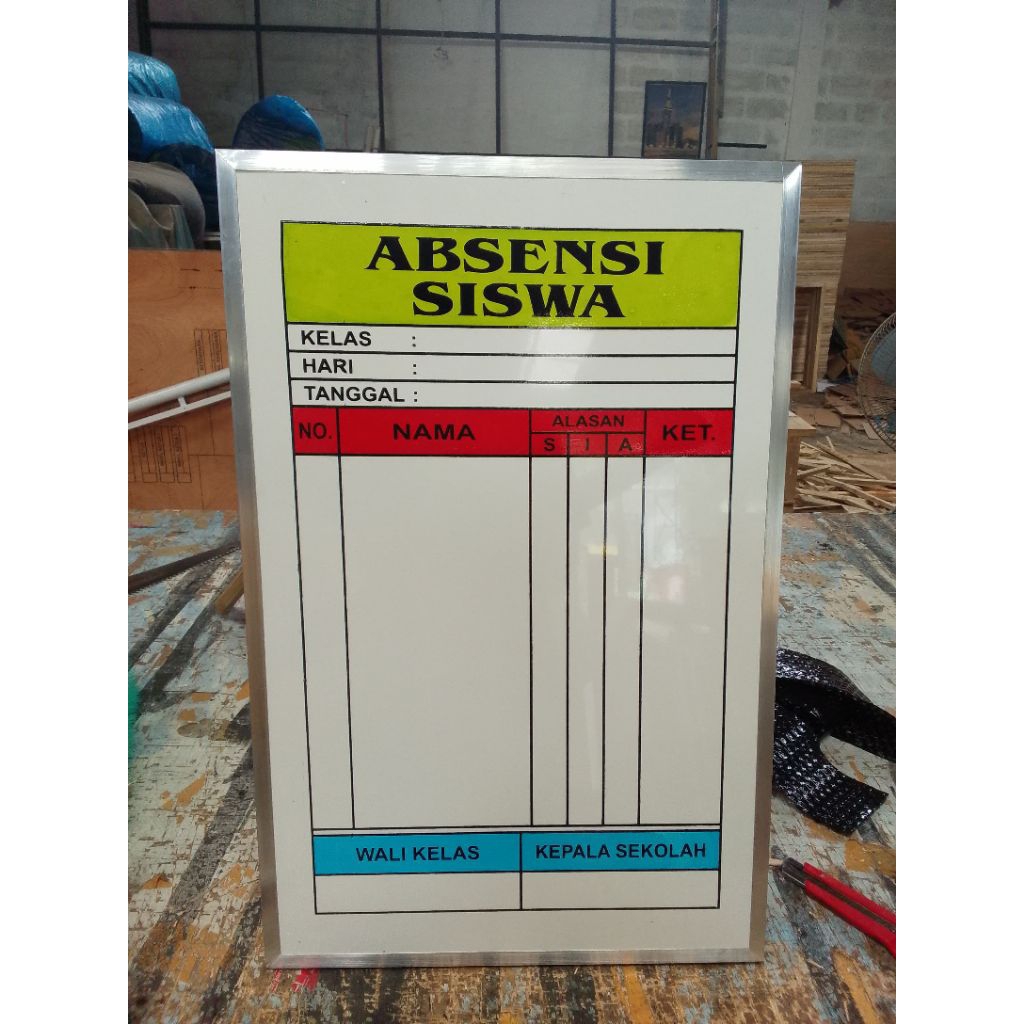 ABSENSI
SISWA
KELAS :
HARI :
TANGGAL :
NO. NAMA ALASAN KET.
S I A
WALI KELAS KEPALA SEKOLAH